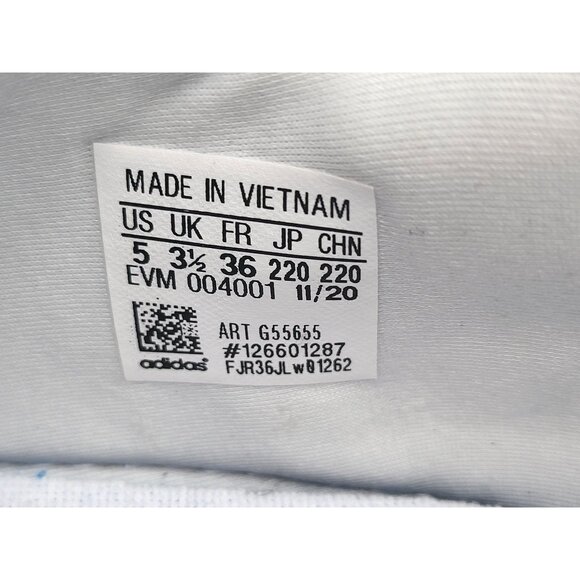 MADE IN VIETNAM
US UK FR JP CHN
5 3½ 36 220 220
EVM 004001 11/20
ART G55655
#126601287
adidas FJR36JLw01262